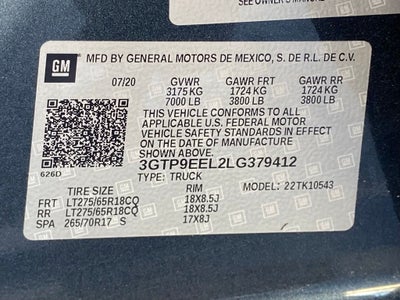 SEE OWNER'S MANUAL
GM
MFD BY GENERAL MOTORS DE MEXICO, S. DE R.L. DE C.V.
07/20 GVWR GAWR FRT GAWR RR
3175 KG 1724 KG 1724 KG
7000 LB 3800 LB 3800 LB
THIS VEHICLE CONFORMS TO ALL
APPLICABLE U.S. FEDERAL MOTOR
VEHICLE SAFETY STANDARDS IN EFFECT
ON THE DATE OF MANUFACTURE
SHOWN ABOVE.
3GTP9EEL2LG379412
626D TYPE: TRUCK
TIRE SIZE RIM MODEL: 22TK10543
FRT LT275/65R18CQ 18X8.5J
RR LT275/65R18CQ 18X8.5J
SPA 265/70R17 S 17X8J